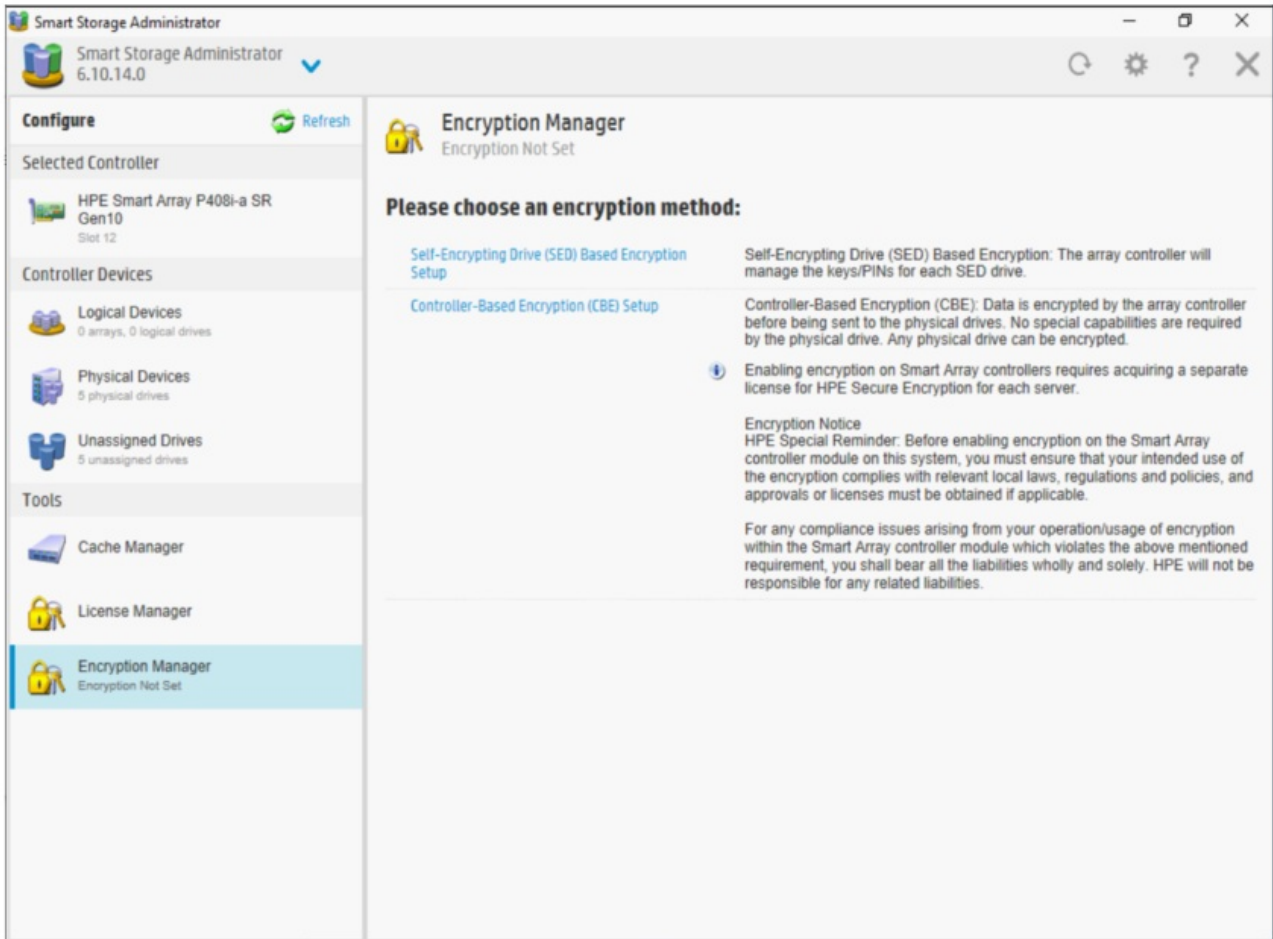 Smart Storage Administrator
Smart Storage Administrator
6.10.14.0
Configure
Refresh
Selected Controller
HPE Smart Array P408i-a SR
Gen10
Slot 12
Controller Devices
Logical Devices
0 arrays, 0 logical drives
Physical Devices
5 physical drives
Unassigned Drives
5 unassigned drives
Tools
Cache Manager
License Manager
Encryption Manager
Encryption Not Set
Encryption Manager
Encryption Not Set
Please choose an encryption method:
Self-Encrypting Drive (SED) Based Encryption
Setup
Self-Encrypting Drive (SED) Based Encryption: The array controller will
manage the keys/PINs for each SED drive.
Controller-Based Encryption (CBE) Setup
Controller-Based Encryption (CBE): Data is encrypted by the array controller
before being sent to the physical drives. No special capabilities are required
by the physical drive. Any physical drive can be encrypted.
Enabling encryption on Smart Array controllers requires acquiring a separate
license for HPE Secure Encryption for each server.
Encryption Notice
HPE Special Reminder: Before enabling encryption on the Smart Array
controller module on this system, you must ensure that your intended use of
the encryption complies with relevant local laws, regulations and policies, and
approvals or licenses must be obtained if applicable.
For any compliance issues arising from your operation/usage of encryption
within the Smart Array controller module which violates the above mentioned
requirement, you shall bear all the liabilities wholly and solely. HPE will not be
responsible for any related liabilities.